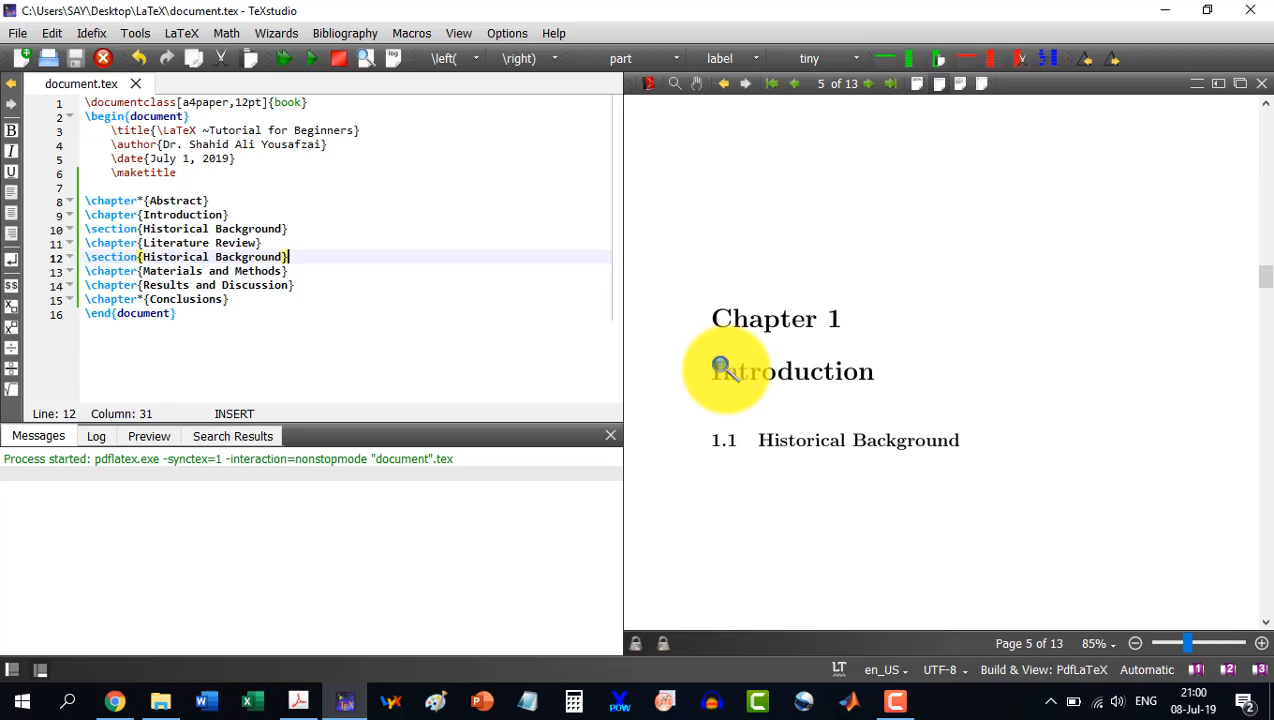 C:\Users\SAY\Desktop\LaTeX\document.tex - TeXstudio
File Edit Idefix Tools LaTeX Math Wizards Bibliography Macros View Options Help
log \left( \right) part label tiny
document.tex
5 of 13
1 \documentclass[a4paper,12pt]{book}
2 \begin{document}
3 \title{\LaTeX ~Tutorial for Beginners}
4 \author{Dr. Shahid Ali Yousafzai}
5 \date{July 1, 2019}
6 \maketitle
7
8 \chapter*{Abstract}
9 \chapter{Introduction}
10 \section{Historical Background}
11 \chapter{Literature Review}
12 \section{Historical Background}
13 \chapter{Materials and Methods}
14 \chapter{Results and Discussion}
15 \chapter*{Conclusions}
16 \end{document}
B
I
U
$$
Line: 12 Column: 31 INSERT
Messages Log Preview Search Results
Process started: pdflatex.exe -synctex=1 -interaction=nonstopmode "document".tex
Chapter 1
Introduction
1.1 Historical Background
Page 5 of 13 85%
LT en_US UTF-8 Build & View: PdfLaTeX Automatic 1 2 3
POW
ENG
21:00
08-Jul-19
2